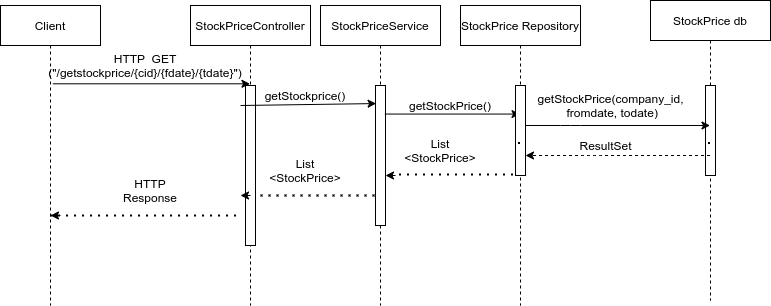 Client
StockPriceController
StockPriceService
StockPrice Repository
StockPrice db
HTTP GET
("/getstockprice/{cid}/{fdate}/{tdate}")
getStockprice()
getStockPrice()
getStockPrice(company_id,
fromdate, todate)
ResultSet
List
<StockPrice>
List
<StockPrice>
HTTP
Response